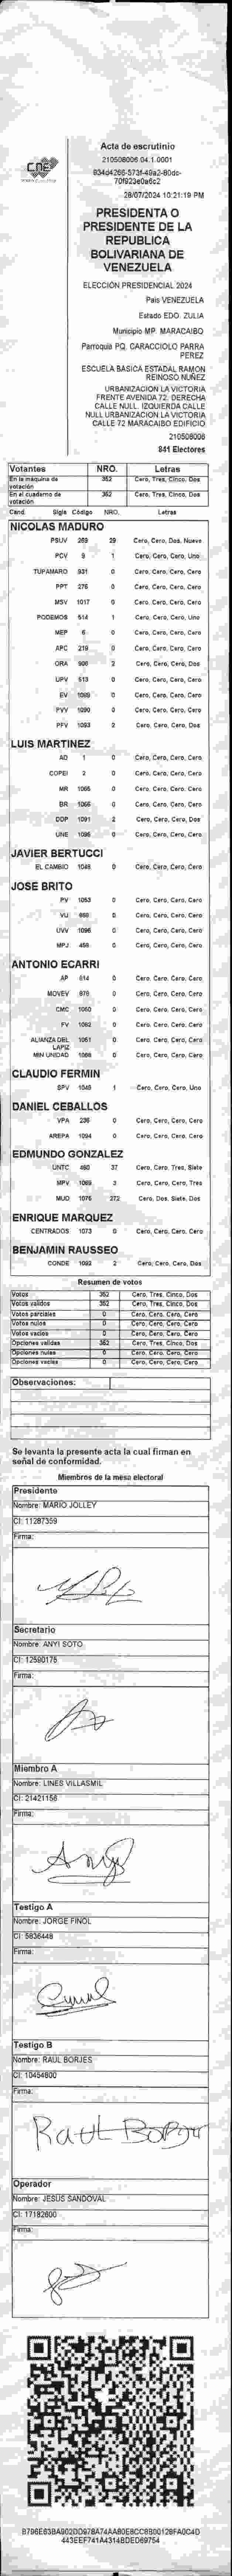 CNE
Acta de escrutinio
210508006.04.1.0001
28/07/2024 10:21:19 PM
PRESIDENTA O
PRESIDENTE DE LA
REPUBLICA
BOLIVARIANA DE
VENEZUELA
ELECCIÓN PRESIDENCIAL 2024
Pais VENEZUELA
Estado EDO. ZULIA
Municipio MP. MARACAIBO
Parroquia PQ. CARACCIOLO PARRA
PEREZ
ESCUELA BASICA ESTADAL RAMON
REINOSO NUÑEZ
URBANIZACION LA VICTORIA
FRENTE AVENIDA 72. DERECHA
CALLE NULL. IZQUIERDA CALLE
NULL URBANIZACION LA VICTORIA
CALLE 72 MARACAIBO EDIFICIO
210508006
841 Electores
Votantes NRO. Letras
En la máquina de votación 352 Cero, Tres, Cinco, Dos
En el cuaderno de votación 352 Cero, Tres, Cinco, Dos
Cand. Sigla Código NRO. Letras
NICOLAS MADURO
PSUV 269 29 Cero, Cero, Dos, Nueve
PCV 9 1 Cero, Cero, Cero, Uno
TUPAMARO 931 0 Cero, Cero, Cero, Cero
PPT 275 0 Cero, Cero, Cero, Cero
MSV 1017 0 Cero, Cero, Cero, Cero
PODEMOS 514 1 Cero, Cero, Cero, Uno
MEP 6 0 Cero, Cero, Cero, Cero
APC 219 0 Cero, Cero, Cero, Cero
ORA 908 2 Cero, Cero, Cero, Dos
UPV 513 0 Cero, Cero, Cero, Cero
EV 1089 0 Cero, Cero, Cero, Cero
PVV 1090 0 Cero, Cero, Cero, Cero
PFV 1093 2 Cero, Cero, Cero, Dos
LUIS MARTINEZ
AD 1 0 Cero, Cero, Cero, Cero
COPEI 2 0 Cero, Cero, Cero, Cero
MR 1065 0 Cero, Cero, Cero, Cero
BR 1066 0 Cero, Cero, Cero, Cero
DDP 1091 2 Cero, Cero, Cero, Dos
UNE 1096 0 Cero, Cero, Cero, Cero
JAVIER BERTUCCI
EL CAMBIO 1048 0 Cero, Cero, Cero, Cero
JOSE BRITO
PV 1053 0 Cero, Cero, Cero, Cero
VU 0 Cero, Cero, Cero, Cero
UVV 0 Cero, Cero, Cero, Cero
MPJ 0 Cero, Cero, Cero, Cero
ANTONIO ECARRI
AP 614 0 Cero, Cero, Cero, Cero
MOVEV 976 0 Cero, Cero, Cero, Cero
CMC 1050 0 Cero, Cero, Cero, Cero
FV 1082 0 Cero, Cero, Cero, Cero
ALIANZA DEL LAPIZ 1051 0 Cero, Cero, Cero, Cero
MIN UNIDAD 0 Cero, Cero, Cero, Cero
CLAUDIO FERMIN
SPV 1049 1 Cero, Cero, Cero, Uno
DANIEL CEBALLOS
VPA 236 0 Cero, Cero, Cero, Cero
AREPA 1094 0 Cero, Cero, Cero, Cero
EDMUNDO GONZALEZ
UNTC 460 37 Cero, Cero, Tres, Siete
MPV 1069 3 Cero, Cero, Cero, Tres
MUD 1076 272 Cero, Dos, Siete, Dos
ENRIQUE MARQUEZ
CENTRADOS 1073 0 Cero, Cero, Cero, Cero
BENJAMIN RAUSSEO
CONDE 1092 2 Cero, Cero, Cero, Dos
Resumen de votos
Votos 352 Cero, Tres, Cinco, Dos
Votos validos 352 Cero, Tres, Cinco, Dos
Votos parciales 0 Cero, Cero, Cero, Cero
Votos nulos 0 Cero, Cero, Cero, Cero
Votos vacíos 0 Cero, Cero, Cero, Cero
Opciones validas 352 Cero, Tres, Cinco, Dos
Opciones nulas 0 Cero, Cero, Cero, Cero
Opciones vacías 0 Cero, Cero, Cero, Cero
Observaciones:
Se levanta la presente acta la cual firman en
señal de conformidad.
Miembros de la mesa electoral
Presidente
Nombre: MARIO JOLLEY
CI: 11287359
Firma:
Secretario
Nombre: ANYI SOTO
CI: 12590175
Firma:
Miembro A
Nombre: LINES VILLASMIL
CI: 21421156
Firma:
Testigo A
Nombre: JORGE FINOL
CI: 5836448
Firma:
Testigo B
Nombre: RAUL BORJES
CI: 10454800
Firma:
Raul Borjes
Operador
Nombre: JESUS SANDOVAL
CI: 17182600
Firma: